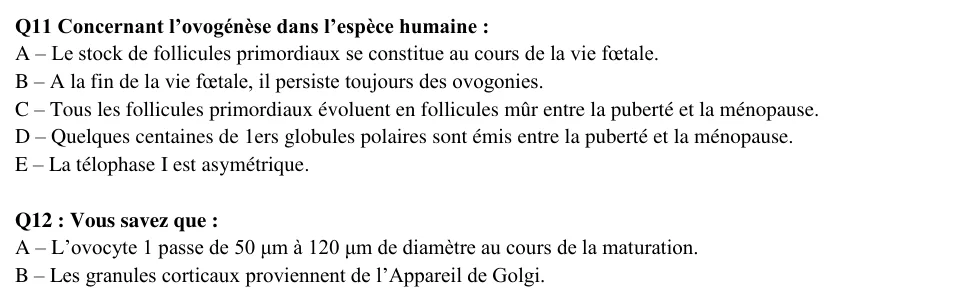 Q11 Concernant l’ovogénèse dans l’espèce humaine :
A – Le stock de follicules primordiaux se constitue au cours de la vie fœtale.
B – A la fin de la vie fœtale, il persiste toujours des ovogonies.
C – Tous les follicules primordiaux évoluent en follicules mûr entre la puberté et la ménopause.
D – Quelques centaines de 1ers globules polaires sont émis entre la puberté et la ménopause.
E – La télophase I est asymétrique.
Q12 : Vous savez que :
A – L’ovocyte 1 passe de 50 µm à 120 µm de diamètre au cours de la maturation.
B – Les granules corticaux proviennent de l’Appareil de Golgi.